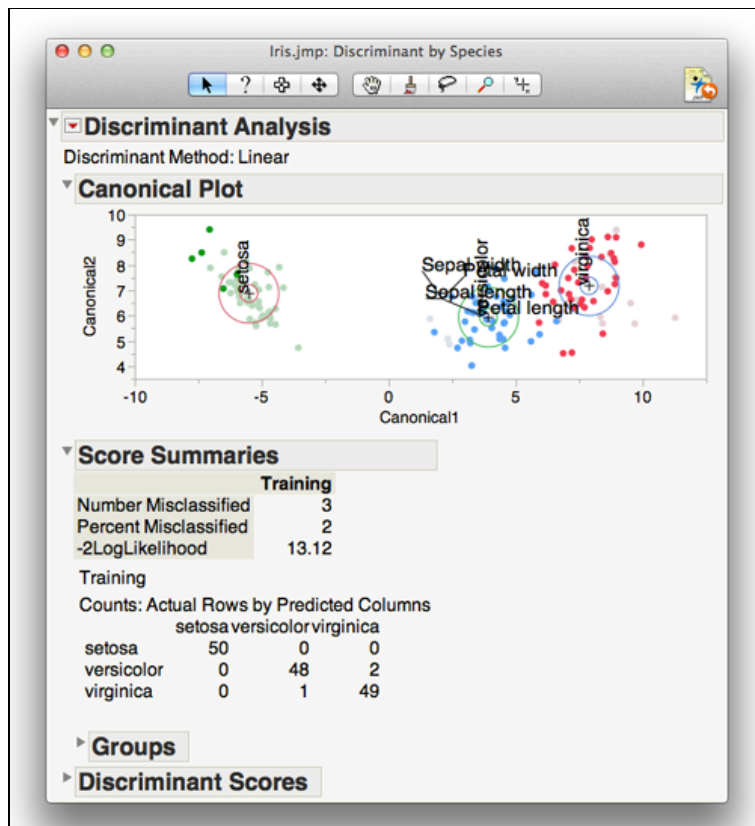 Iris.jmp: Discriminant by Species
?
Discriminant Analysis
Discriminant Method: Linear
Canonical Plot
Canonical2
10
9
8
7
6
5
4
setosa
versicolor
virginica
Sepal width
Petal width
Sepal length
Petal length
-10 -5 0 5 10
Canonical1
Score Summaries
Training
Number Misclassified 3
Percent Misclassified 2
-2LogLikelihood 13.12
Training
Counts: Actual Rows by Predicted Columns
setosa versicolor virginica
setosa 50 0 0
versicolor 0 48 2
virginica 0 1 49
Groups
Discriminant Scores